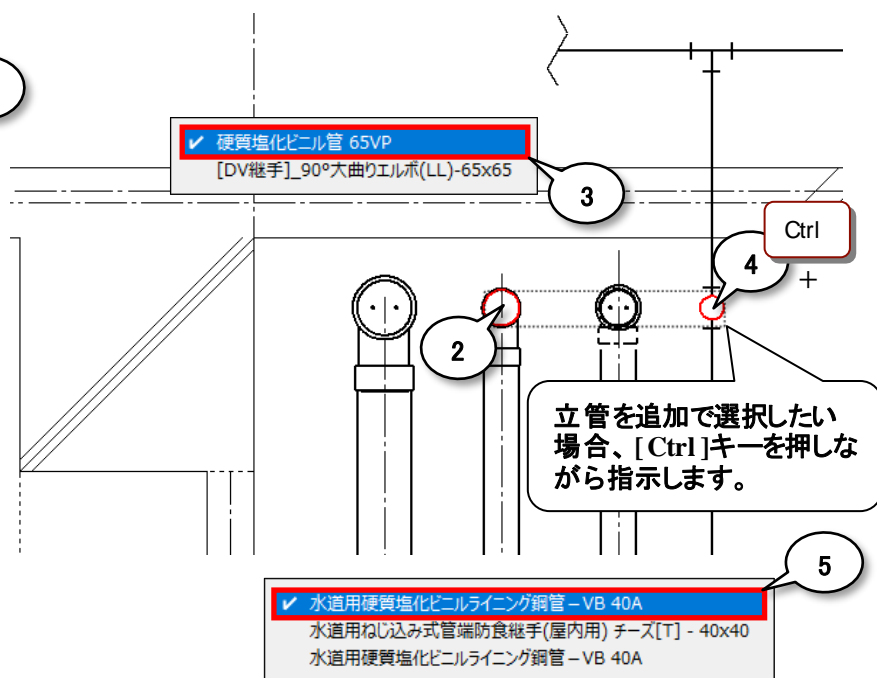 ✔ 硬質塩化ビニル管 65VP
[DV継手]_90°大曲りエルボ(LL)-65x65
3
Ctrl
4
2
立管を追加で選択したい
場合、[Ctrl]キーを押しな
がら指示します。
5
✔ 水道用硬質塩化ビニルライニング鋼管－VB 40A
水道用ねじ込み式管端防食継手(屋内用) チーズ[T] - 40x40
水道用硬質塩化ビニルライニング鋼管－VB 40A